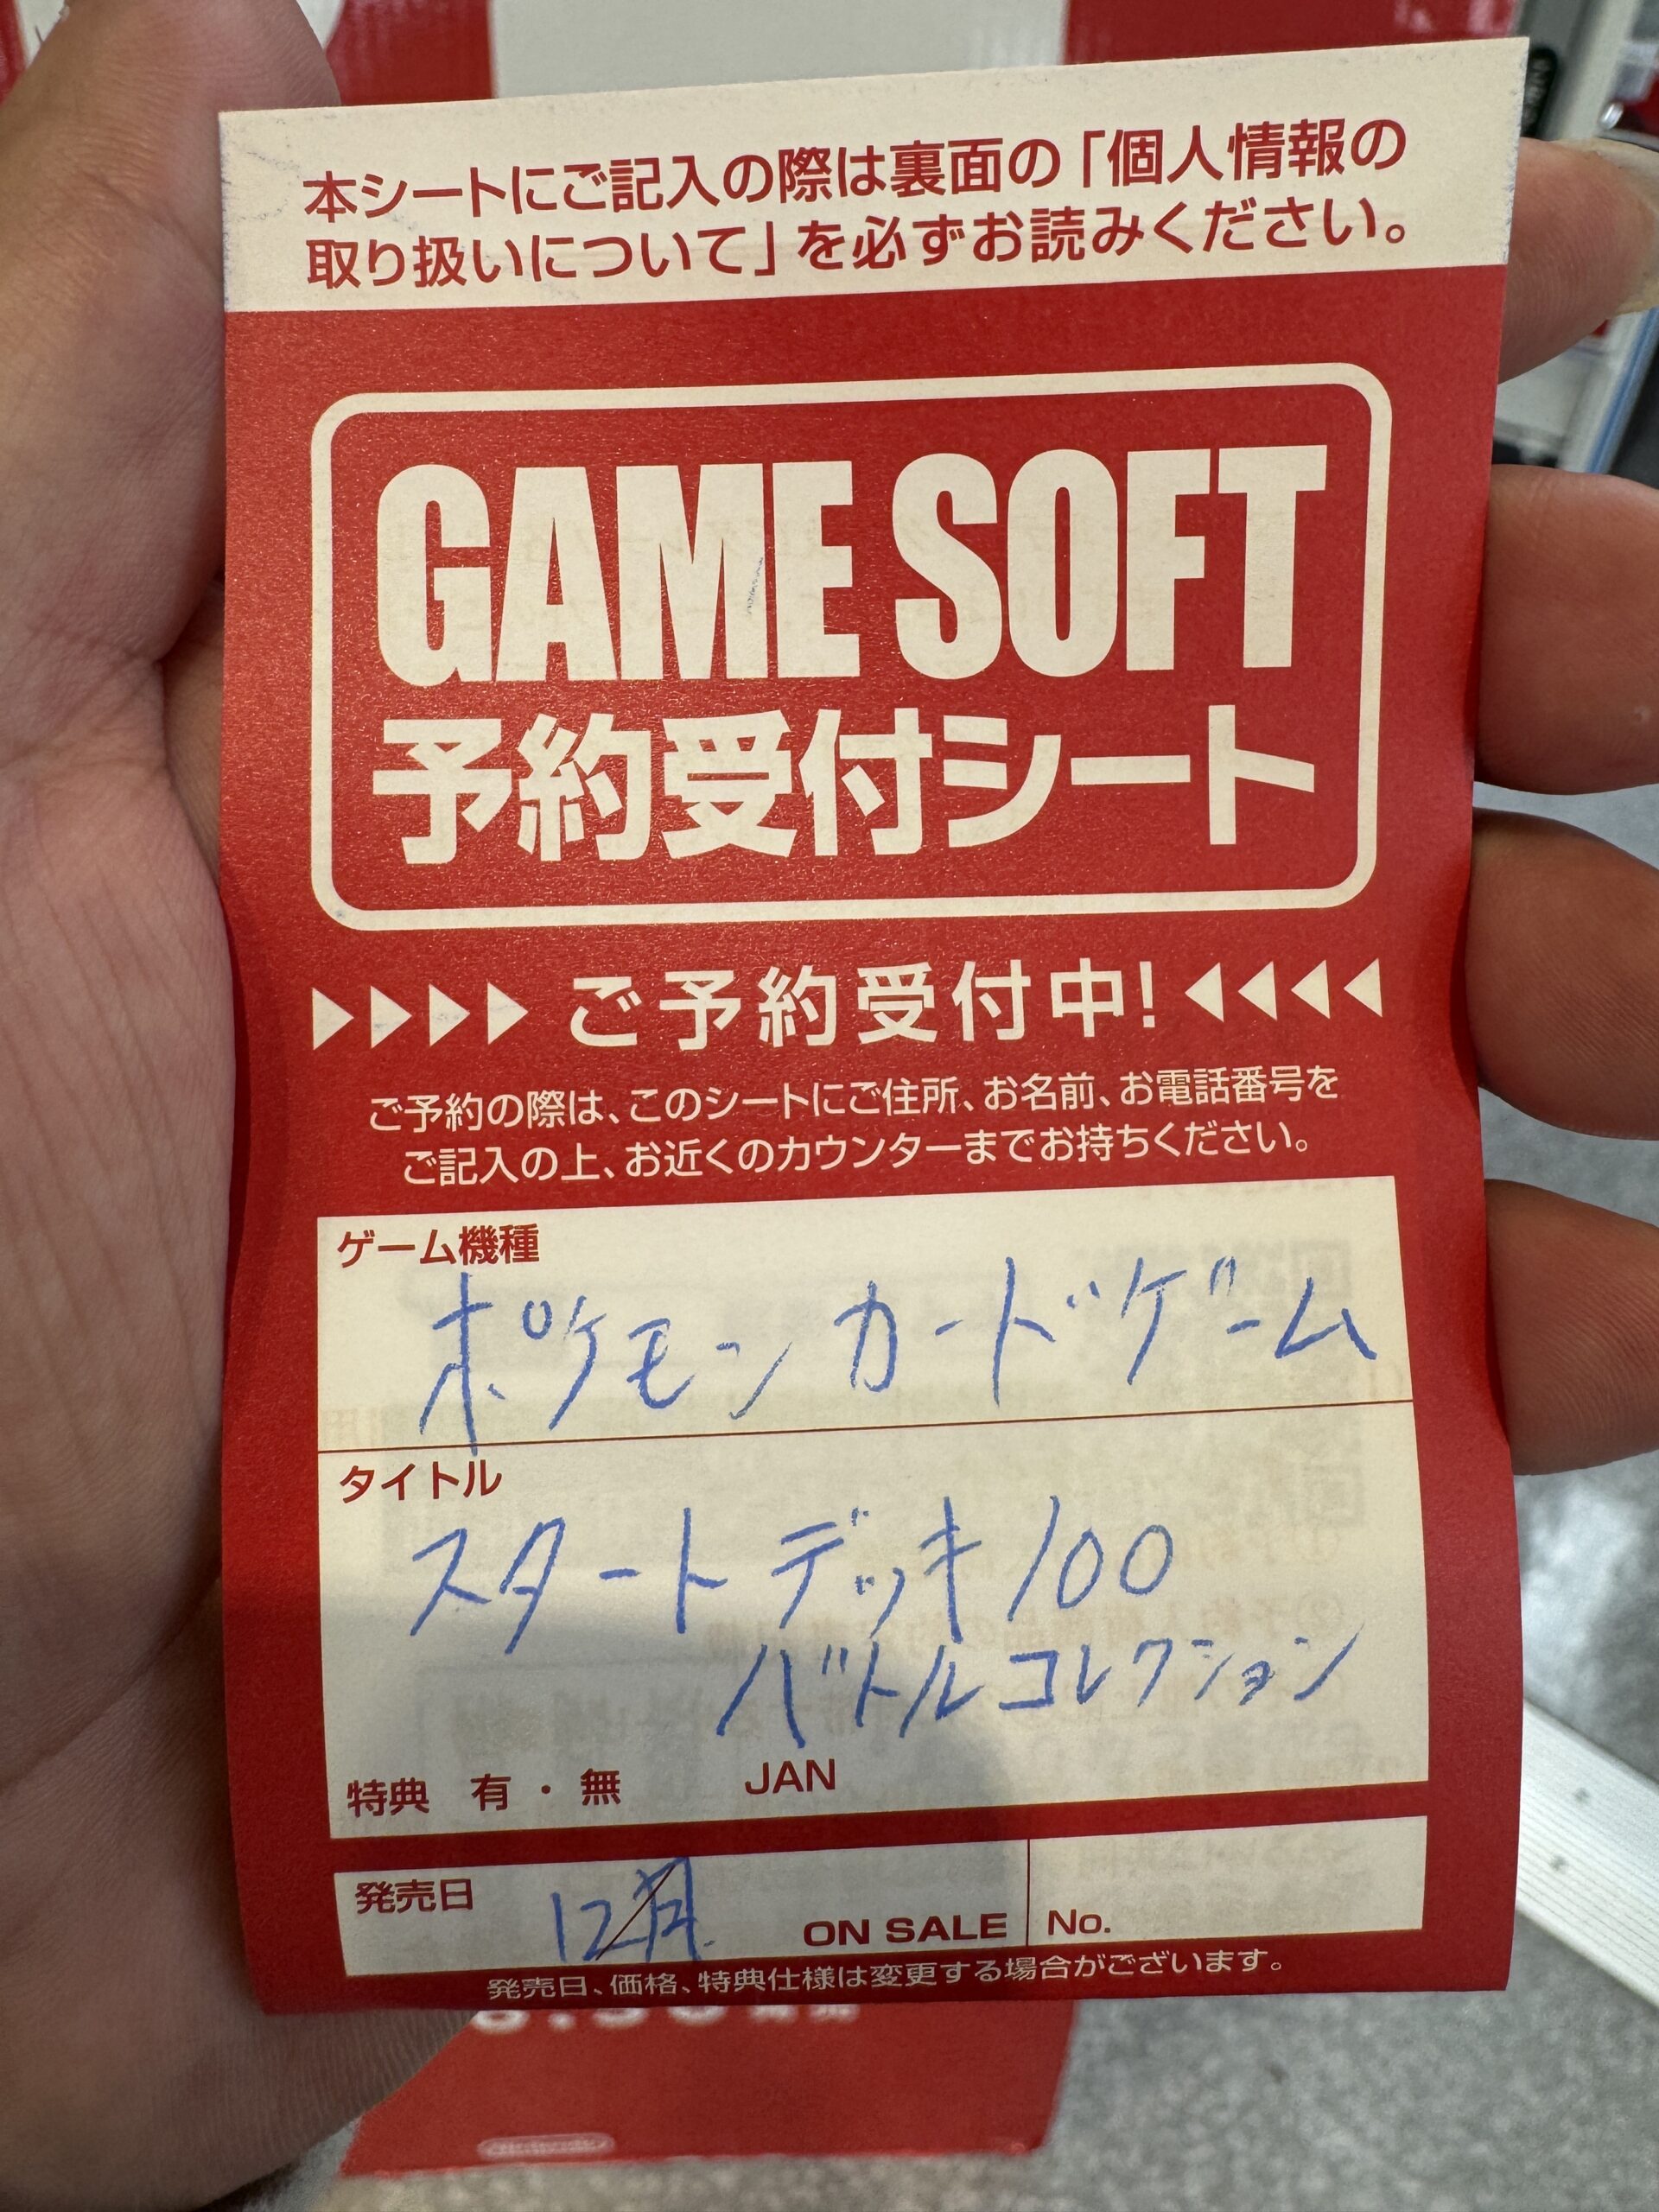 本シートにご記入の際は裏面の「個人情報の
取り扱いについて」を必ずお読みください。
GAME SOFT
予約受付シート
ご予約受付中!
ご予約の際は、このシートにご住所、お名前、お電話番号を
ご記入の上、お近くのカウンターまでお持ちください。
ゲーム機種
ポケモンカードゲーム
タイトル
スタートデッキ100
バトルコレクション
特典 有・無 JAN
発売日 12月 ON SALE No.
発売日、価格、特典仕様は変更する場合がございます。